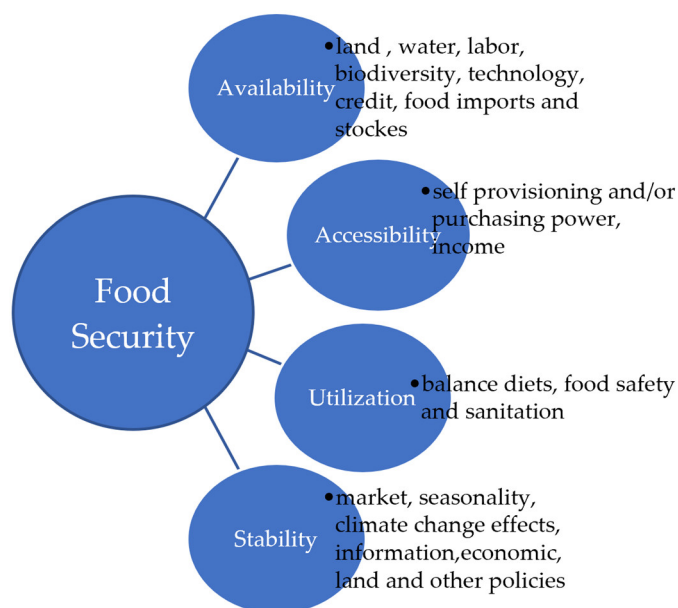 Availability
•land , water, labor,
biodiversity, technology,
credit, food imports and
stockes
Accessibility
•self provisioning and/or
purchasing power,
income
Food
Security
Utilization
•balance diets, food safety
and sanitation
Stability
•market, seasonality,
climate change effects,
information,economic,
land and other policies